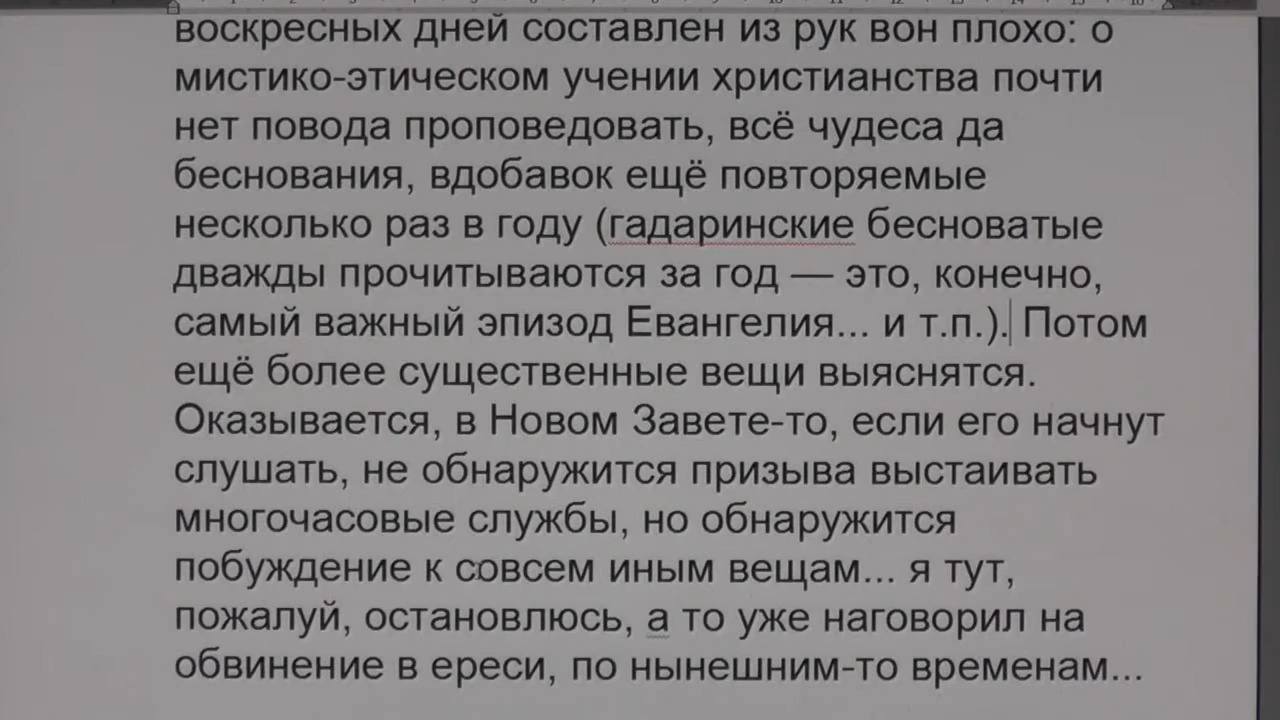 воскресных дней составлен из рук вон плохо: о
мистико-этическом учении христианства почти
нет повода проповедовать, всё чудеса да
беснования, вдобавок ещё повторяемые
несколько раз в году (гадаринские бесноватые
дважды прочитываются за год — это, конечно,
самый важный эпизод Евангелия... и т.п.). Потом
ещё более существенные вещи выяснятся.
Оказывается, в Новом Завете-то, если его начнут
слушать, не обнаружится призыва выстаивать
многочасовые службы, но обнаружится
побуждение к совсем иным вещам... я тут,
пожалуй, остановлюсь, а то уже наговорил на
обвинение в ереси, по нынешним-то временам...